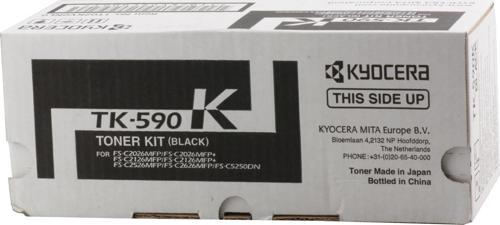 TK-590 K
TONER KIT (BLACK)
FOR FS-C2026MFP/FS-C2026MFP+
FS-C2126MFP/FS-C2126MFP+
FS-C2526MFP/FS-C2626MFP/FS-C5250DN
KYOCERA
THIS SIDE UP
KYOCERA MITA Europe B.V.
Bloemlaan 4,2132 NP Hoofddorp,
The Netherlands
PHONE:+31-(0)20-65-40-000
Toner Made in Japan
Bottled in China